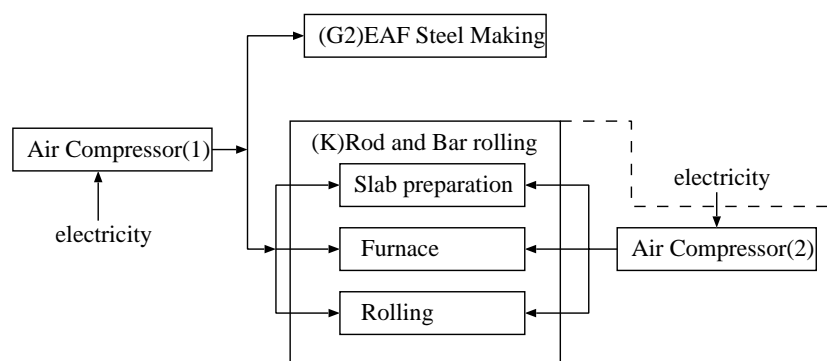 (G2)EAF Steel Making
Air Compressor(1)
electricity
(K)Rod and Bar rolling
Slab preparation
Furnace
Rolling
electricity
Air Compressor(2)